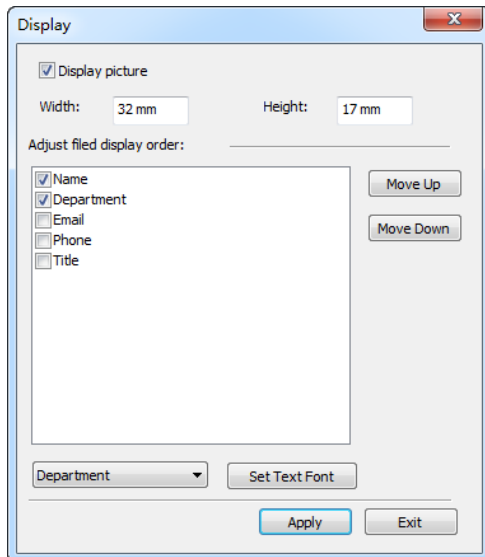 Display
Display picture
Width: 32 mm Height: 17 mm
Adjust filed display order:
Name
Move Up
Department
Email
Move Down
Phone
Title
Department Set Text Font
Apply Exit